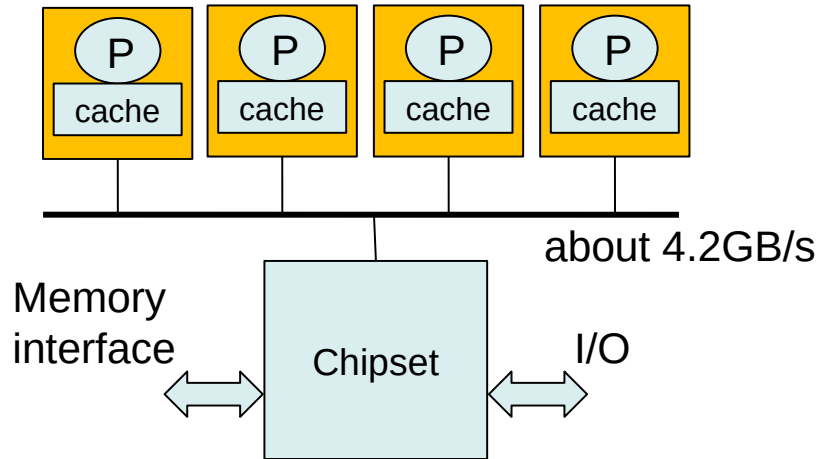 P
P
P
P
cache
cache
cache
cache
about 4.2GB/s
Memory
interface
Chipset
I/O